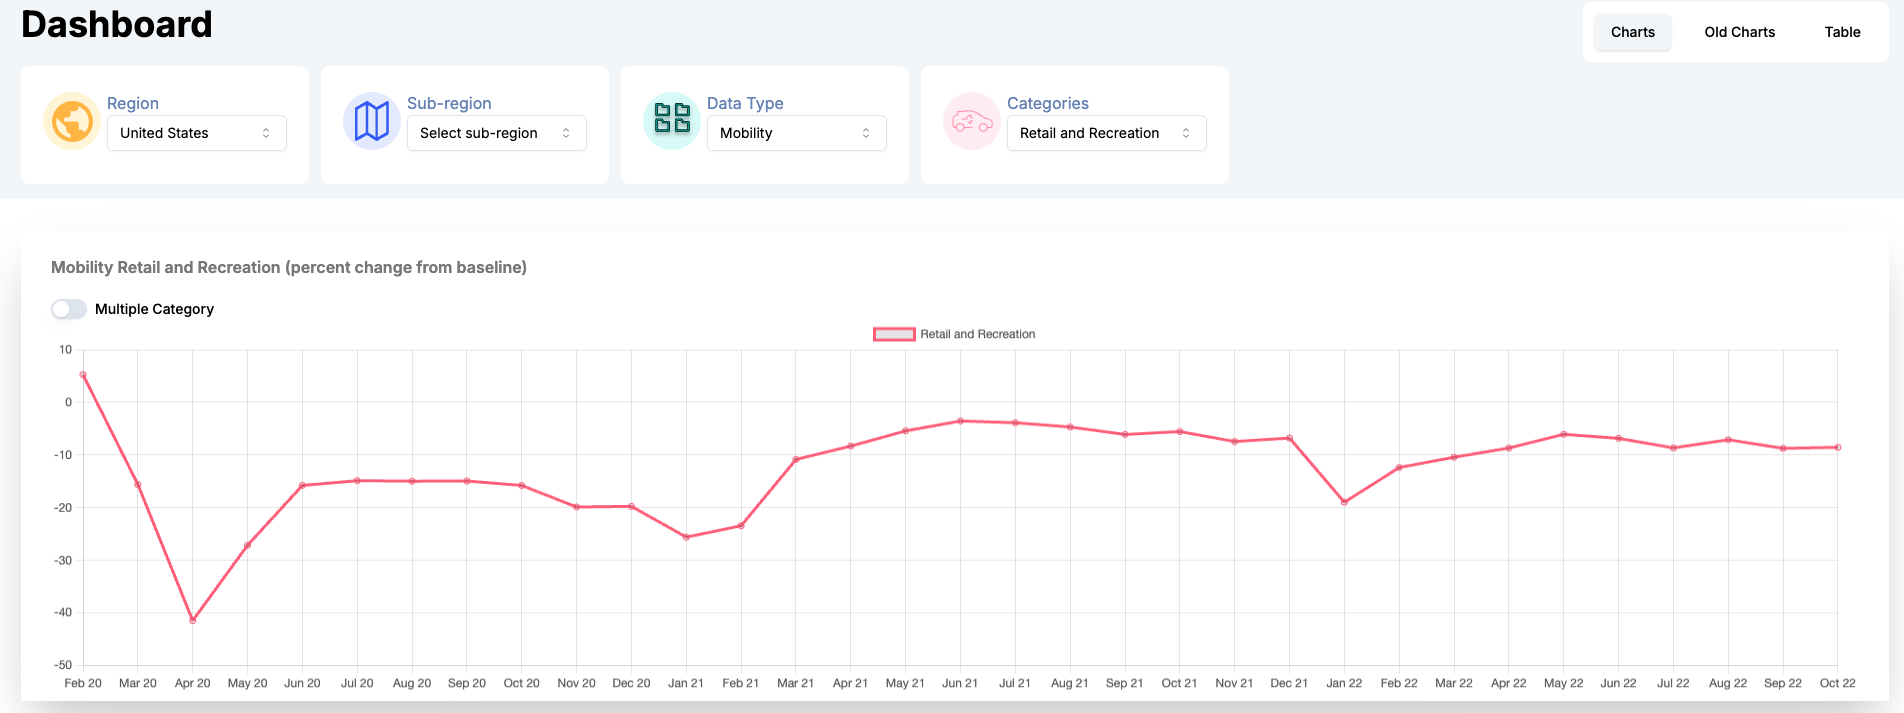 Dashboard
Charts Old Charts Table
Region Sub-region Data Type Categories
United States Select sub-region Mobility Retail and Recreation
Mobility Retail and Recreation (percent change from baseline)
Multiple Category
Retail and Recreation
10
0
-10
-20
-30
-40
-50
Feb 20 Mar 20 Apr 20 May 20 Jun 20 Jul 20 Aug 20 Sep 20 Oct 20 Nov 20 Dec 20 Jan 21 Feb 21 Mar 21 Apr 21 May 21 Jun 21 Jul 21 Aug 21 Sep 21 Oct 21 Nov 21 Dec 21 Jan 22 Feb 22 Mar 22 Apr 22 May 22 Jun 22 Jul 22 Aug 22 Sep 22 Oct 22